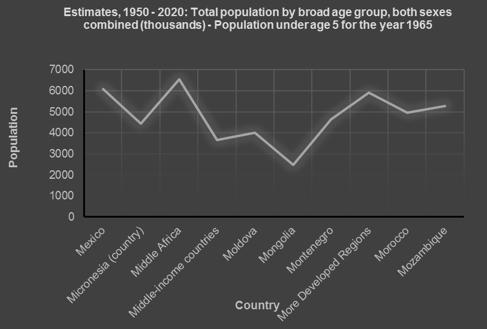 Estimates, 1950 - 2020: Total population by broad age group, both sexes
combined (thousands) - Population under age 5 for the year 1965
7000
6000
5000
4000
3000
2000
1000
0
Population
Mexico
Micronesia (country)
Middle Africa
Middle-income countries
Moldova
Mongolia
Montenegro
More Developed Regions
Morocco
Mozambique
Country